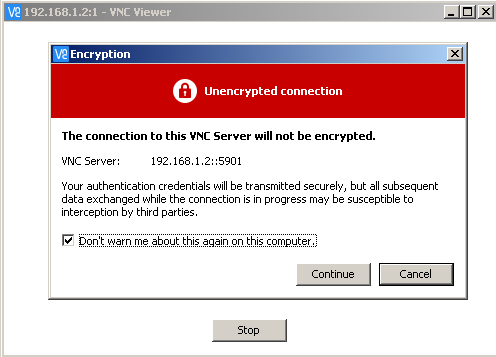 192.168.1.2:1 - VNC Viewer
Encryption
Unencrypted connection
The connection to this VNC Server will not be encrypted.
VNC Server: 192.168.1.2::5901
Your authentication credentials will be transmitted securely, but all subsequent
data exchanged while the connection is in progress may be susceptible to
interception by third parties.
Don't warn me about this again on this computer.
Continue Cancel
Stop